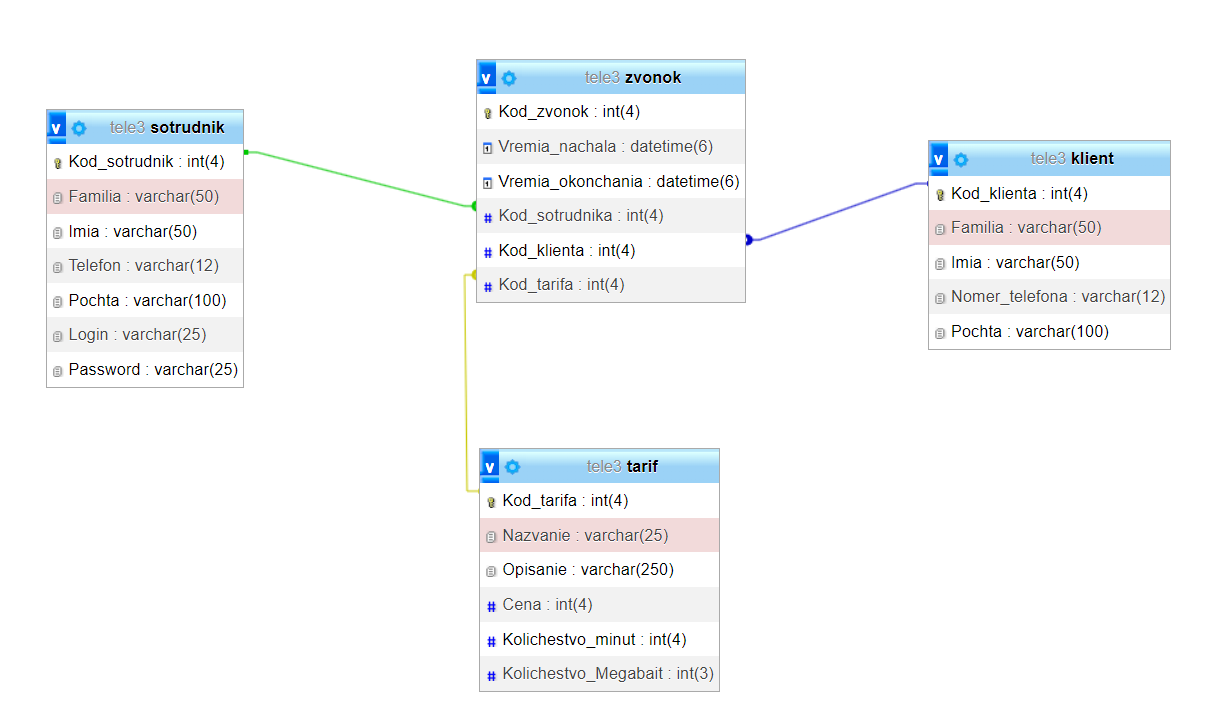 v tele3 sotrudnik
Kod_sotrudnik : int(4)
Familia : varchar(50)
Imia : varchar(50)
Telefon : varchar(12)
Pochta : varchar(100)
Login : varchar(25)
Password : varchar(25)
v tele3 zvonok
Kod_zvonok : int(4)
Vremia_nachala : datetime(6)
Vremia_okonchania : datetime(6)
# Kod_sotrudnika : int(4)
# Kod_klienta : int(4)
# Kod_tarifa : int(4)
v tele3 klient
Kod_klienta : int(4)
Familia : varchar(50)
Imia : varchar(50)
Nomer_telefona : varchar(12)
Pochta : varchar(100)
v tele3 tarif
Kod_tarifa : int(4)
Nazvanie : varchar(25)
Opisanie : varchar(250)
# Cena : int(4)
# Kolichestvo_minut : int(4)
# Kolichestvo_Megabait : int(3)